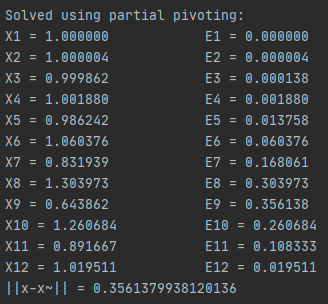 Solved using partial pivoting:
X1 = 1.000000 E1 = 0.000000
X2 = 1.000004 E2 = 0.000004
X3 = 0.999862 E3 = 0.000138
X4 = 1.001880 E4 = 0.001880
X5 = 0.986242 E5 = 0.013758
X6 = 1.060376 E6 = 0.060376
X7 = 0.831939 E7 = 0.168061
X8 = 1.303973 E8 = 0.303973
X9 = 0.643862 E9 = 0.356138
X10 = 1.260684 E10 = 0.260684
X11 = 0.891667 E11 = 0.108333
X12 = 1.019511 E12 = 0.019511
||x-x~|| = 0.3561379938120136